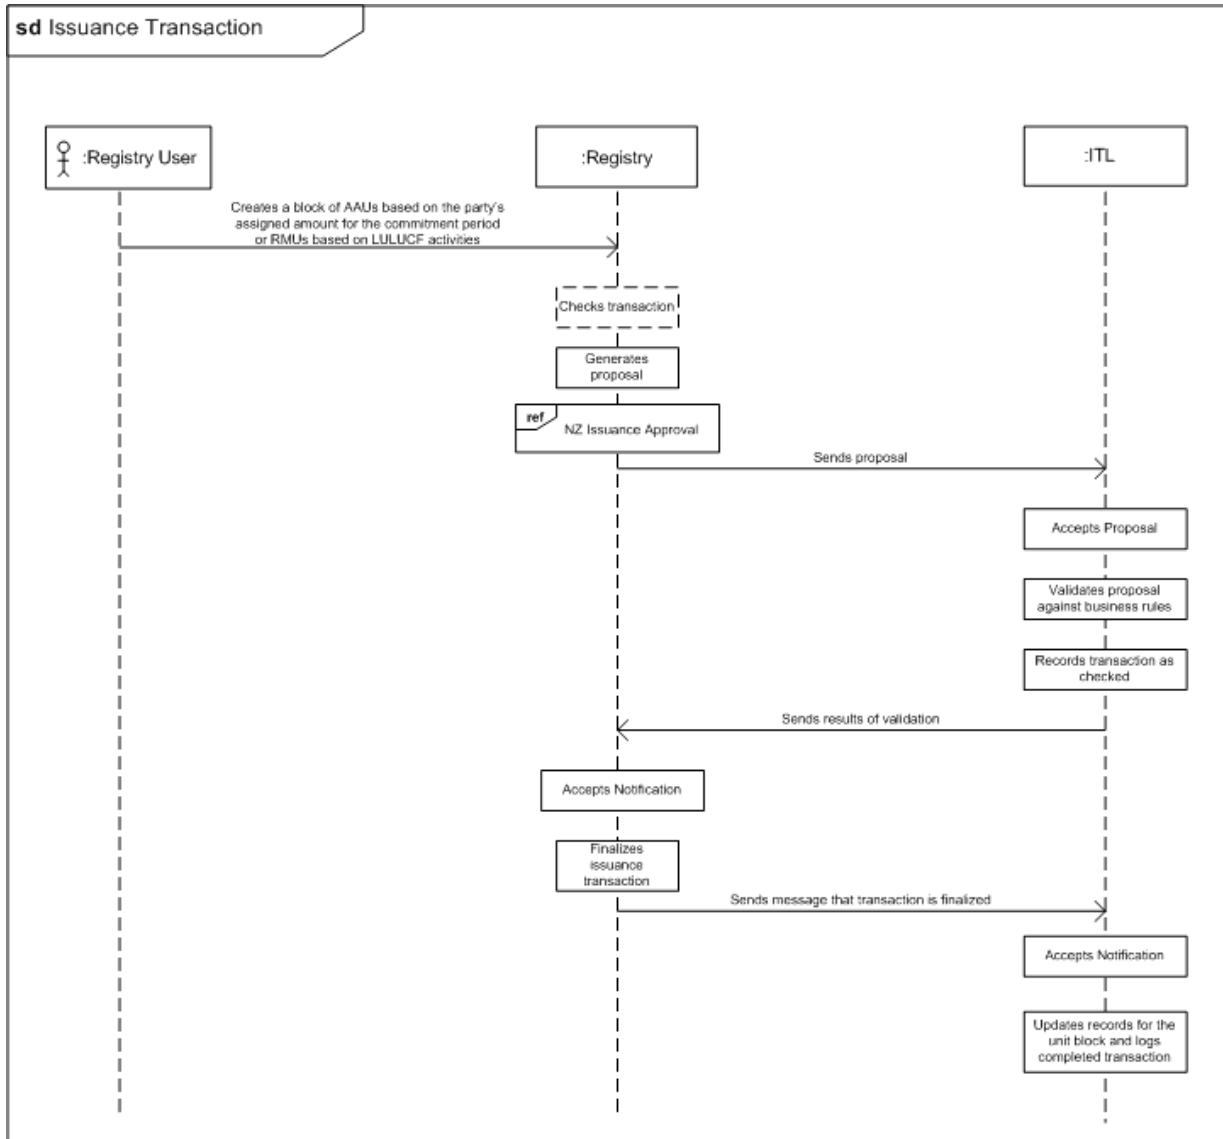 sd Issuance Transaction
:Registry User
:Registry
:ITL
Creates a block of AAUs based on the party's
assigned amount for the commitment period
or RMUs based on LULUCF activities
Checks transaction
Generates
proposal
ref
NZ Issuance Approval
Sends proposal
Accepts Proposal
Validates proposal
against business rules
Records transaction as
checked
Sends results of validation
Accepts Notification
Finalizes
issuance
transaction
Sends message that transaction is finalized
Accepts Notification
Updates records for the
unit block and logs
completed transaction